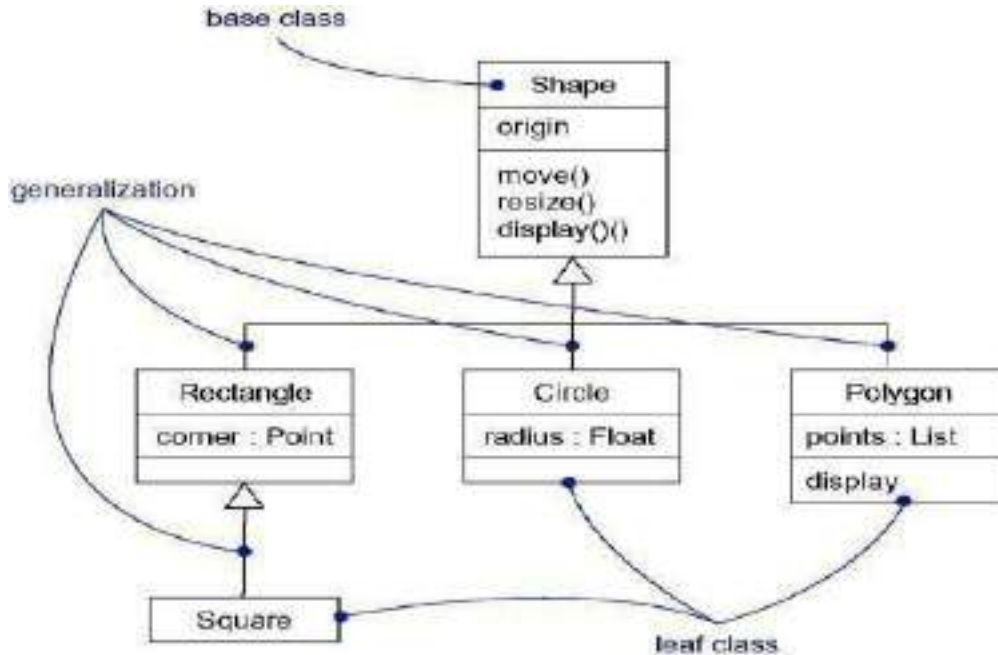 base class
Shape
origin
generalization
move()
resize()
display()()
Rectangle
Circle
Polygon
corner : Point
radius : Float
points : List
display
Square
leaf class